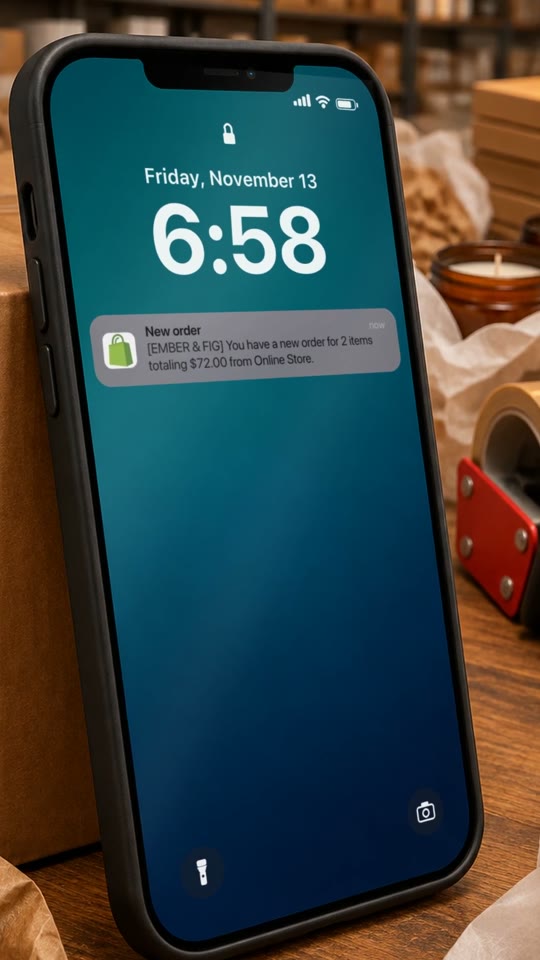 Friday, November 13
6:58
New order
now
[EMBER & FIG] You have a new order for 2 items
totaling $72.00 from Online Store.